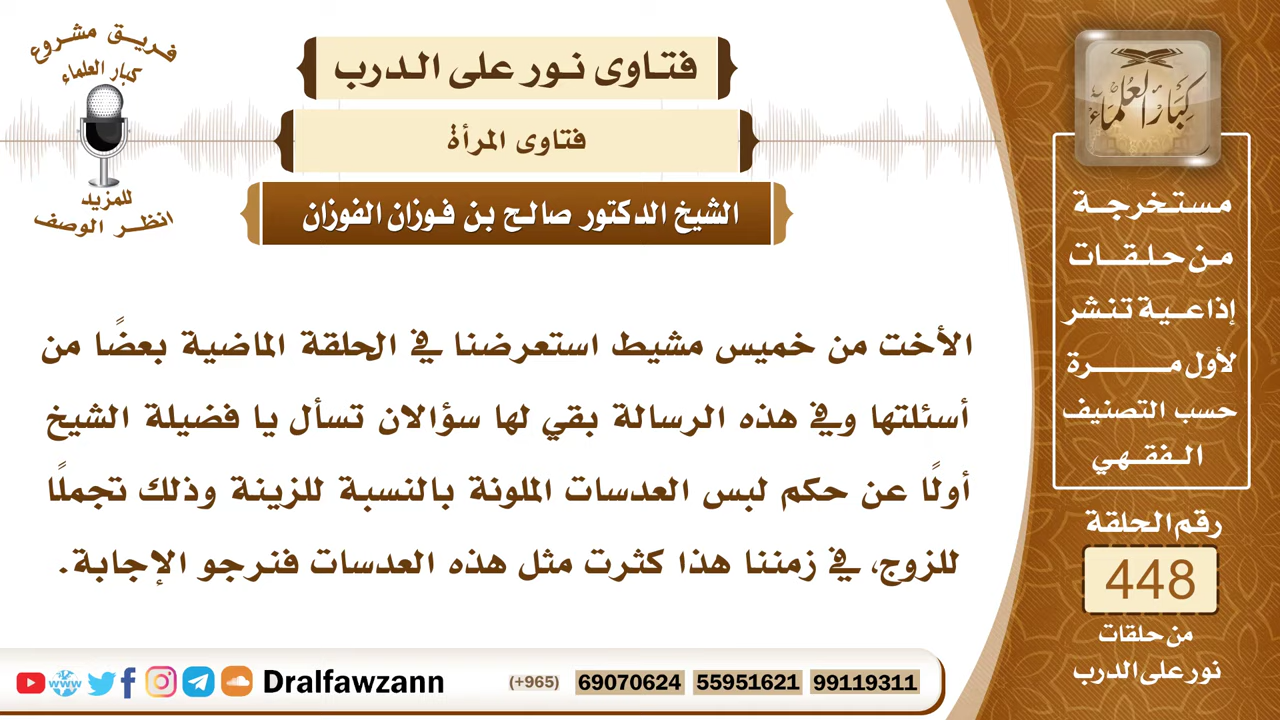 فريق مشروع
كبار العلماء
للمزيد
انظر الوصف
فتاوى نور على الدرب
فتاوى المرأة
الشيخ الدكتور صالح بن فوزان الفوزان
الأخت من خميس مشيط استعرضنا في الحلقة الماضية بعضًا من
أسئلتها وفي هذه الرسالة بقي لها سؤالان تسأل يا فضيلة الشيخ
أولًا عن حكم لبس العدسات الملونة بالنسبة للزينة وذلك تجملًا
للزوج، في زمننا هذا كثرت مثل هذه العدسات فنرجو الإجابة.
كبار العلماء
مستخرجة
من حلقات
إذاعية تنشر
لأول مرة
حسب التصنيف
الفقهي
رقم الحلقة
448
من حلقات
نور على الدرب
www
Dralfawzann
(+965) 69070624 55951621 99119311